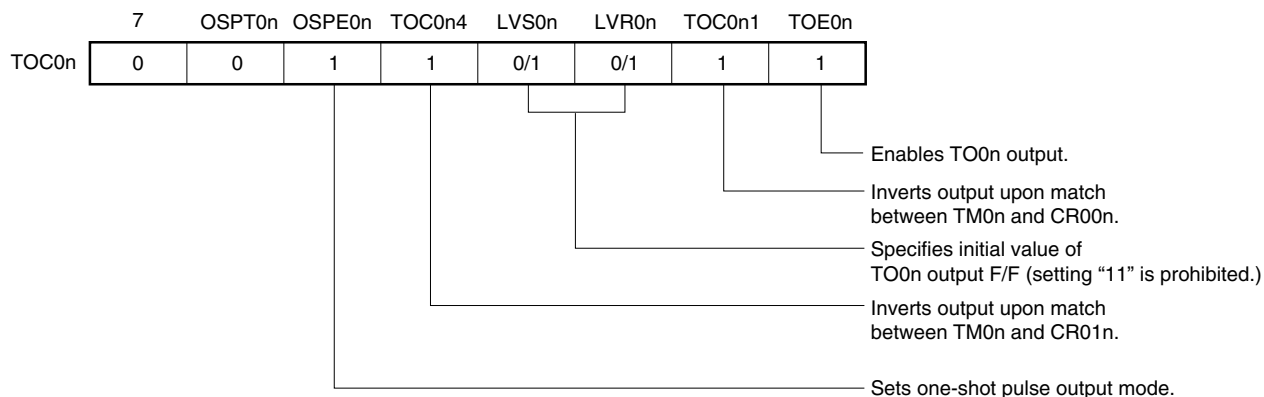 7 OSPT0n OSPE0n TOC0n4 LVS0n LVR0n TOC0n1 TOE0n
TOC0n 0 0 1 1 0/1 0/1 1 1
Enables TO0n output.
Inverts output upon match
between TM0n and CR00n.
Specifies initial value of
TO0n output F/F (setting “11” is prohibited.)
Inverts output upon match
between TM0n and CR01n.
Sets one-shot pulse output mode.